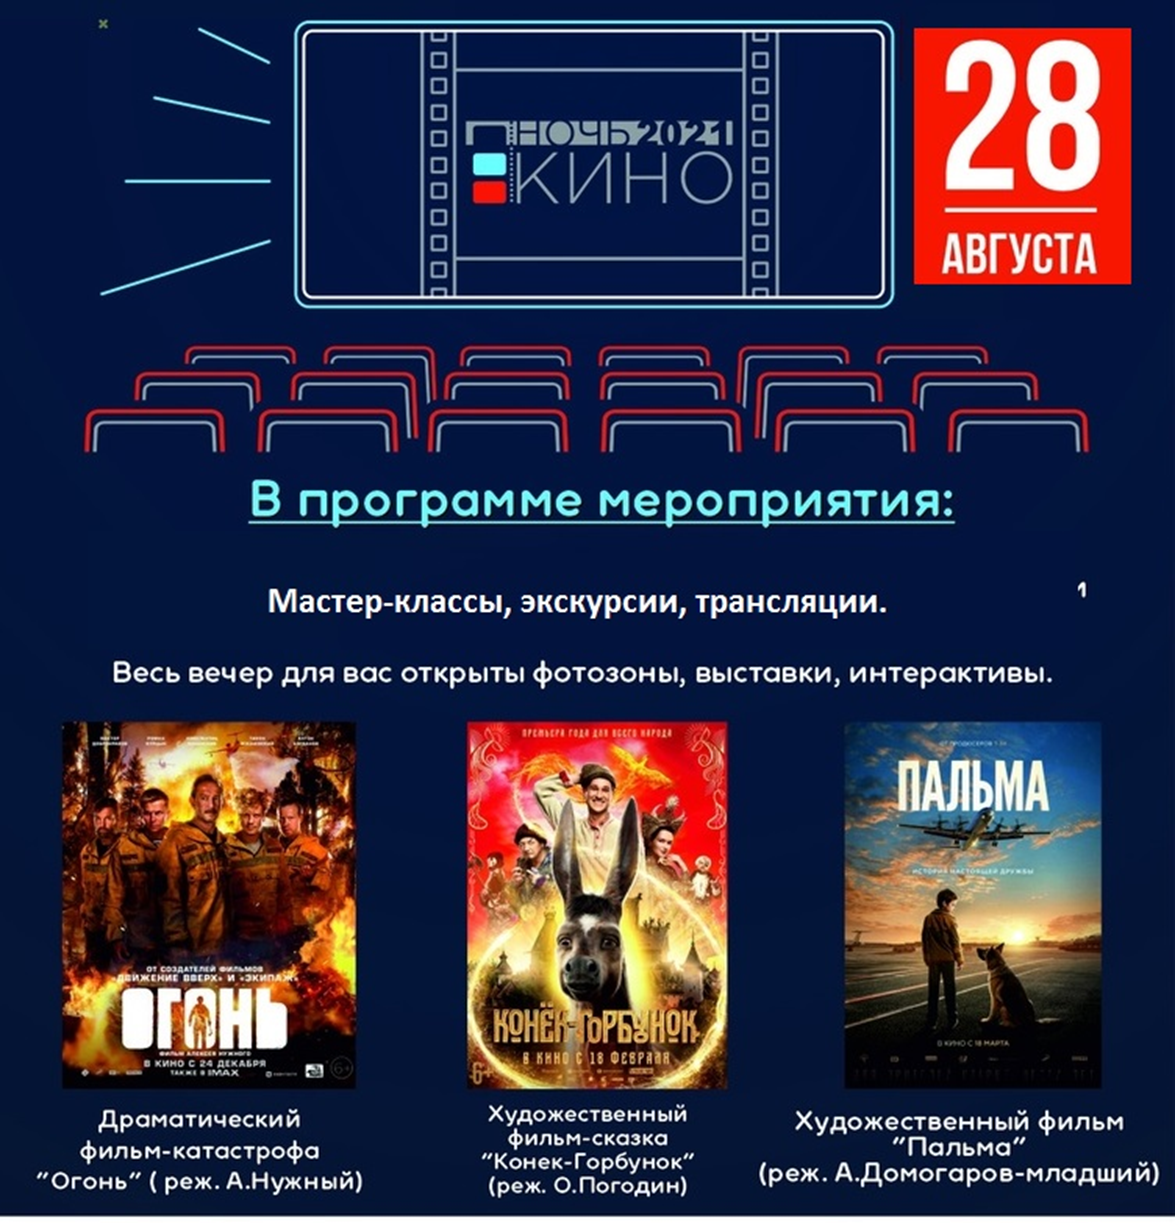 НОЧЬ 2021
КИНО
28
АВГУСТА
В программе мероприятия:
Мастер-классы, экскурсии, трансляции.
1
Весь вечер для вас открыты фотозоны, выставки, интерактивы.
ОТ СОЗДАТЕЛЕЙ ФИЛЬМОВ
«ДВИЖЕНИЕ ВВЕРХ» И «ЭКИПАЖ»
ОГОНЬ
ФИЛЬМ АЛЕКСЕЯ НУЖНОГО
В КИНО С 24 ДЕКАБРЯ
ТАКЖЕ В IMAX
6+
ПРЕМЬЕРА ГОДА ДЛЯ ВСЕГО НАРОДА
КОНЁК-ГОРБУНОК
В КИНО С 18 ФЕВРАЛЯ
6+
ПАЛЬМА
ИСТОРИЯ НАСТОЯЩЕЙ ДРУЖБЫ
В КИНО С 18 МАРТА
Драматический
фильм-катастрофа
"Огонь" ( реж. А.Нужный)
Художественный
фильм-сказка
"Конек-Горбунок"
(реж. О.Погодин)
Художественный фильм
"Пальма"
(реж. А.Домогаров-младший)